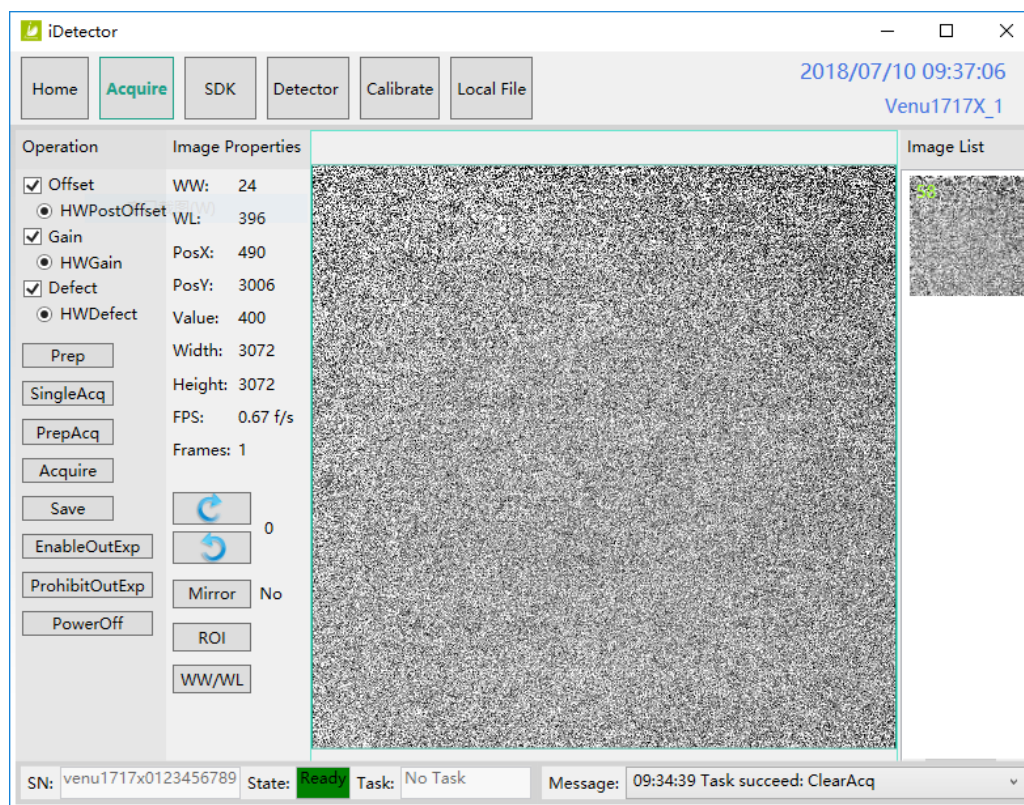 iDetector
Home Acquire SDK Detector Calibrate Local File
2018/07/10 09:37:06
Venu1717X_1
Operation
Offset
HWPostOffset
Gain
HWGain
Defect
HWDefect
Prep
SingleAcq
PrepAcq
Acquire
Save
EnableOutExp
ProhibitOutExp
PowerOff
Image Properties
WW: 24
WL: 396
PosX: 490
PosY: 3006
Value: 400
Width: 3072
Height: 3072
FPS: 0.67 f/s
Frames: 1
0
Mirror No
ROI
WW/WL
Image List
58
SN: venu1717x0123456789 State: Ready Task: No Task Message: 09:34:39 Task succeed: ClearAcq